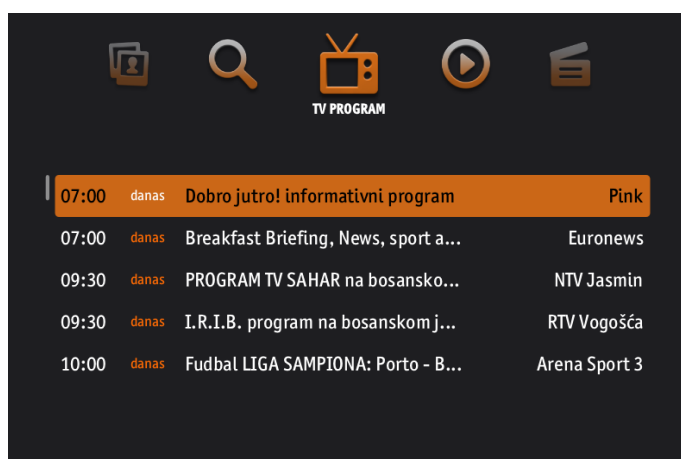 TV PROGRAM
07:00 danas Dobro jutro! informativni program Pink
07:00 danas Breakfast Briefing, News, sport a... Euronews
09:30 danas PROGRAM TV SAHAR na bosansko... NTV Jasmin
09:30 danas I.R.I.B. program na bosanskom j... RTV Vogošća
10:00 danas Fudbal LIGA SAMPIONA: Porto - B... Arena Sport 3